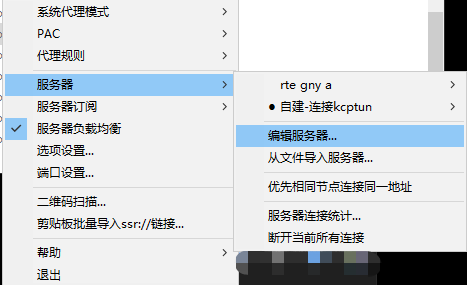 系统代理模式
PAC
代理规则
服务器
服务器订阅
服务器负载均衡
选项设置...
端口设置...
二维码扫描...
剪贴板批量导入ssr://链接...
帮助
退出
rte gny a
自建-连接kcptun
编辑服务器...
从文件导入服务器...
优先相同节点连接同一地址
服务器连接统计...
断开当前所有连接